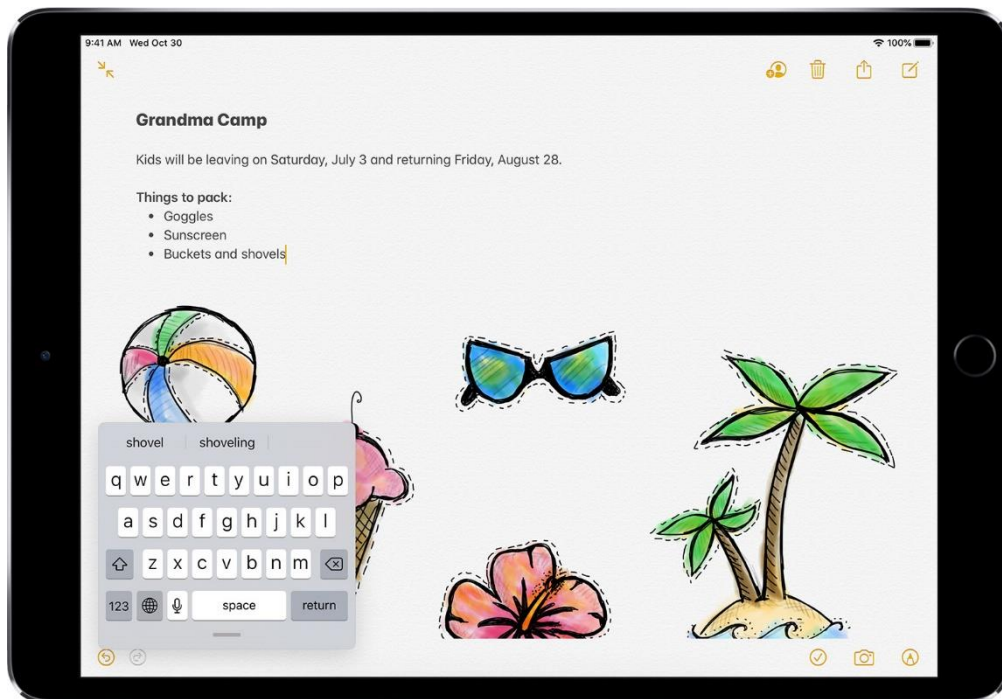 9:41 AM Wed Oct 30
100%
Grandma Camp
Kids will be leaving on Saturday, July 3 and returning Friday, August 28.
Things to pack:
• Goggles
• Sunscreen
• Buckets and shovels
shovel shoveling
q w e r t y u i o p
a s d f g h j k l
z x c v b n m
123 space return